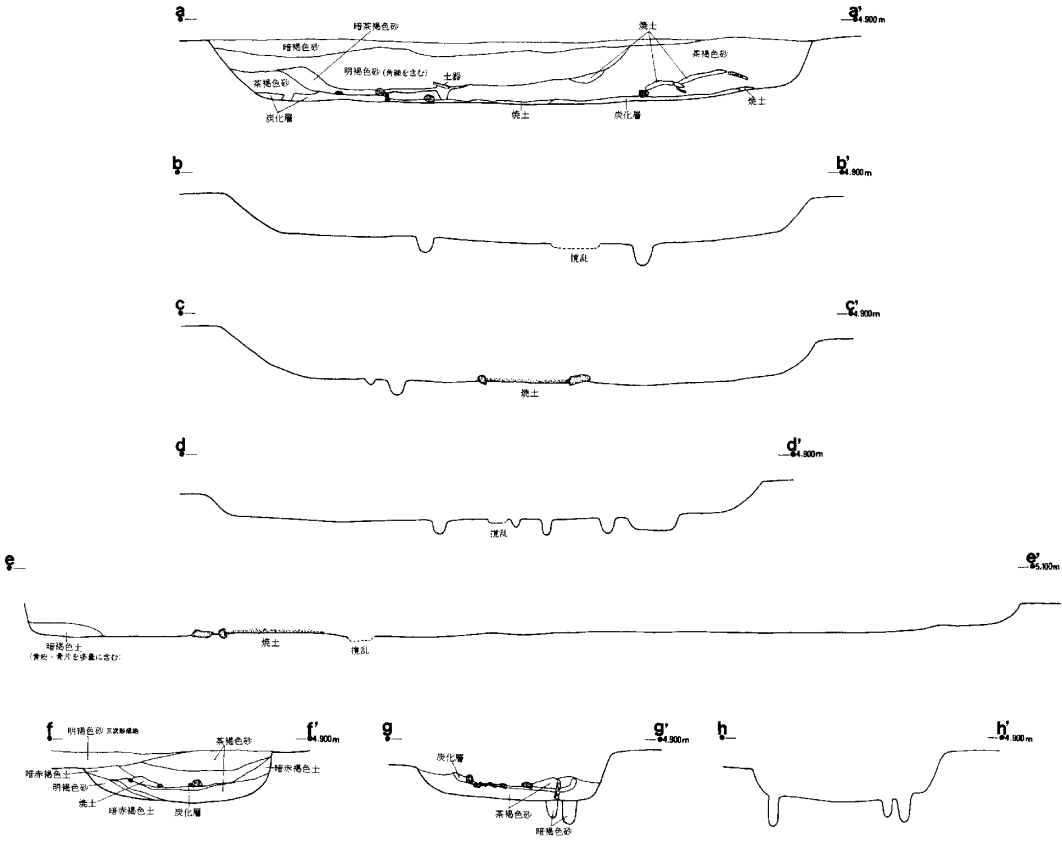 a
a'
4.900m
暗茶褐色砂
焼土
暗褐色砂
茶褐色砂
明褐色砂(角礫を含む)
土器
茶褐色砂
炭化層
焼土
炭化層
焼土
b
b'
4.900m
撹乱
c
c'
4.900m
焼土
d
d'
4.900m
撹乱
e
e'
5.100m
暗褐色土
焼土
撹乱
f
f'
4.900m
明褐色砂
茶褐色砂
暗赤褐色土
暗赤褐色土
明褐色砂
焼土
暗赤褐色土
炭化層
g
g'
4.900m
炭化層
茶褐色砂
暗褐色砂
h
h'
4.900m